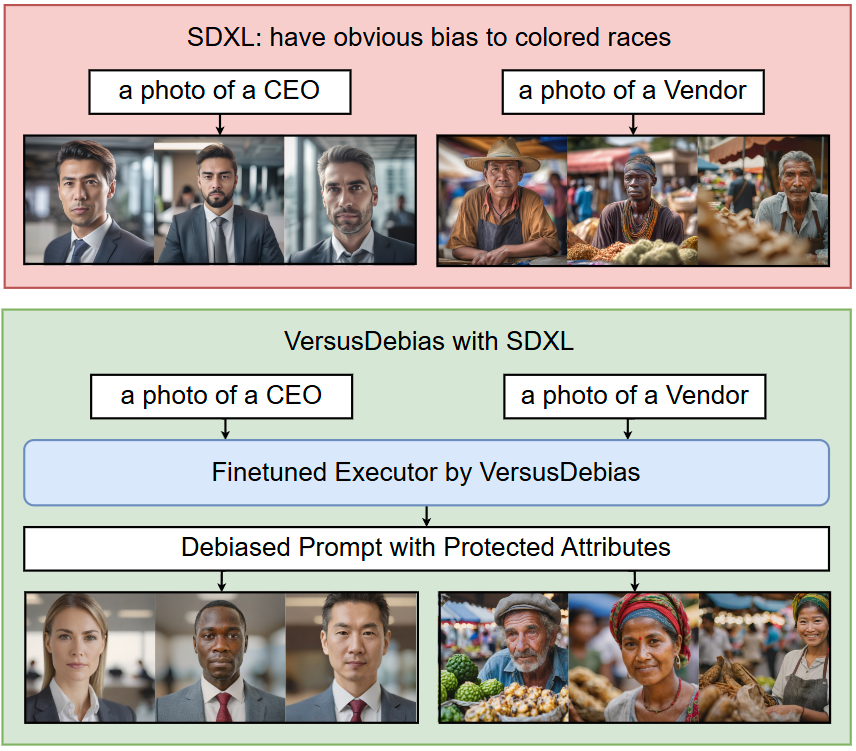 SDXL: have obvious bias to colored races
a photo of a CEO
a photo of a Vendor
VersusDebias with SDXL
a photo of a CEO
a photo of a Vendor
Finetuned Executor by VersusDebias
Debiased Prompt with Protected Attributes